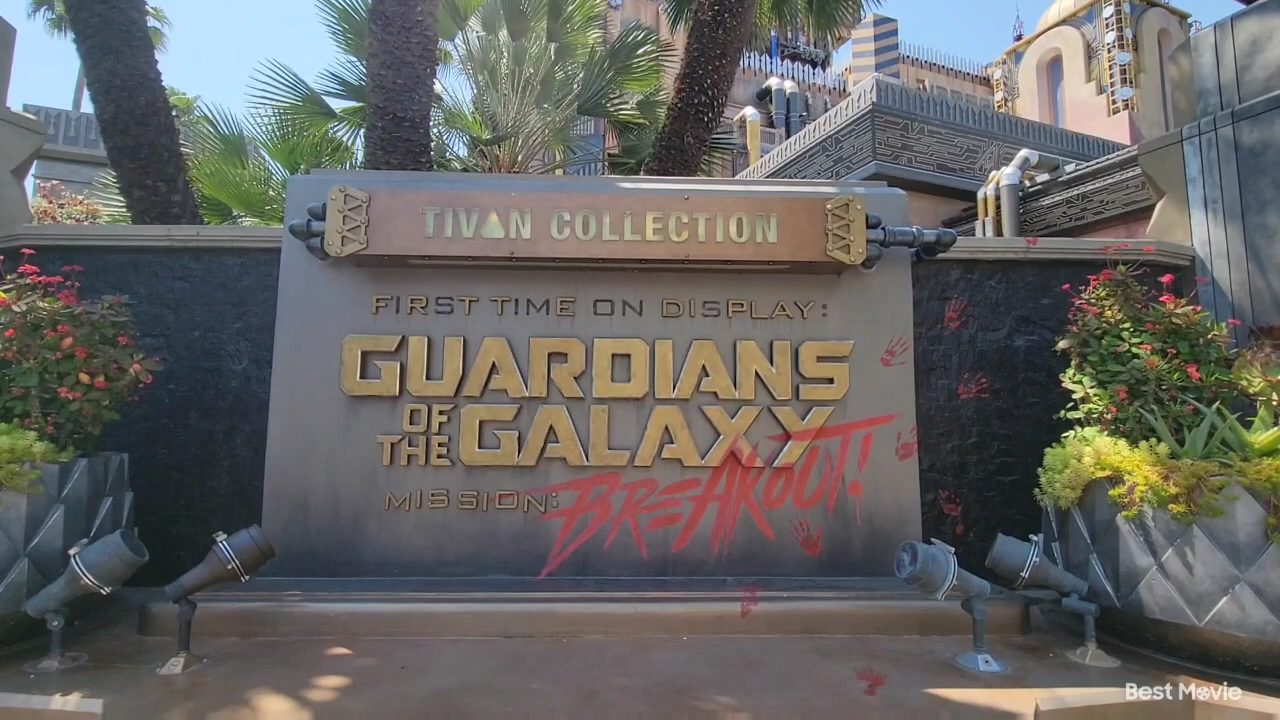 TIVAN COLLECTION
FIRST TIME ON DISPLAY:
GUARDIANS
OF THE GALAXY
MISSION: BREAKOUT!
Best Movie